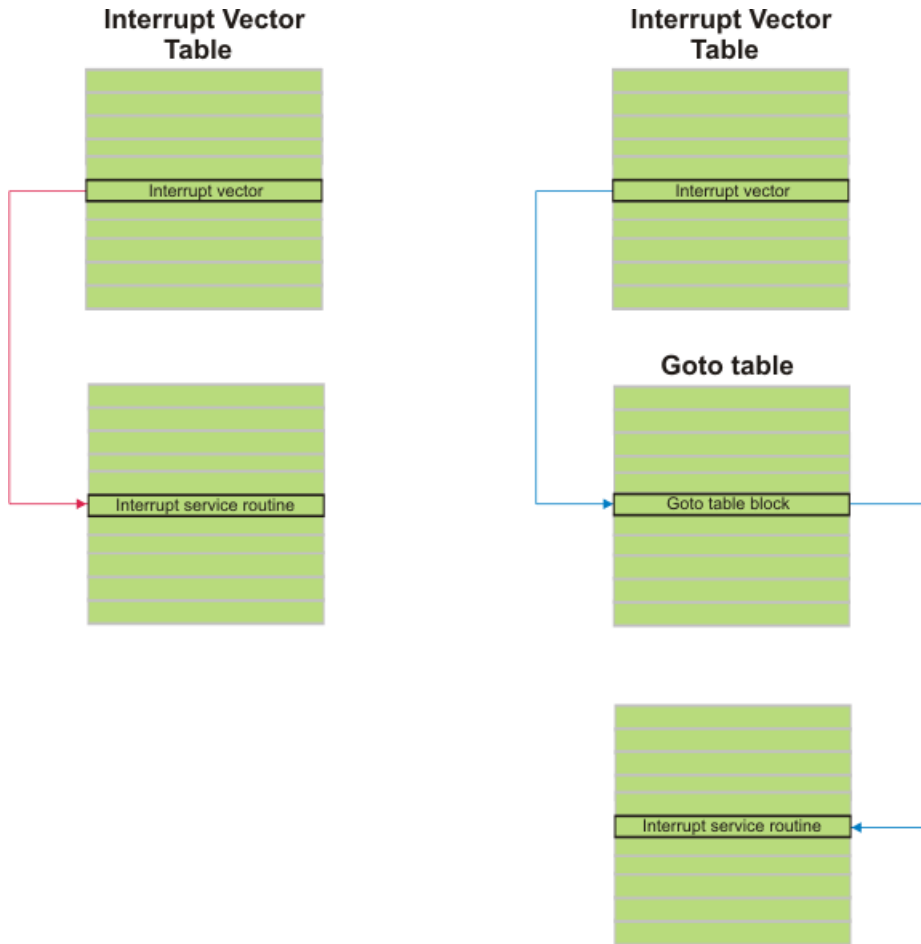 Interrupt Vector
Table
Interrupt vector
Interrupt service routine
Interrupt Vector
Table
Interrupt vector
Goto table
Goto table block
Interrupt service routine